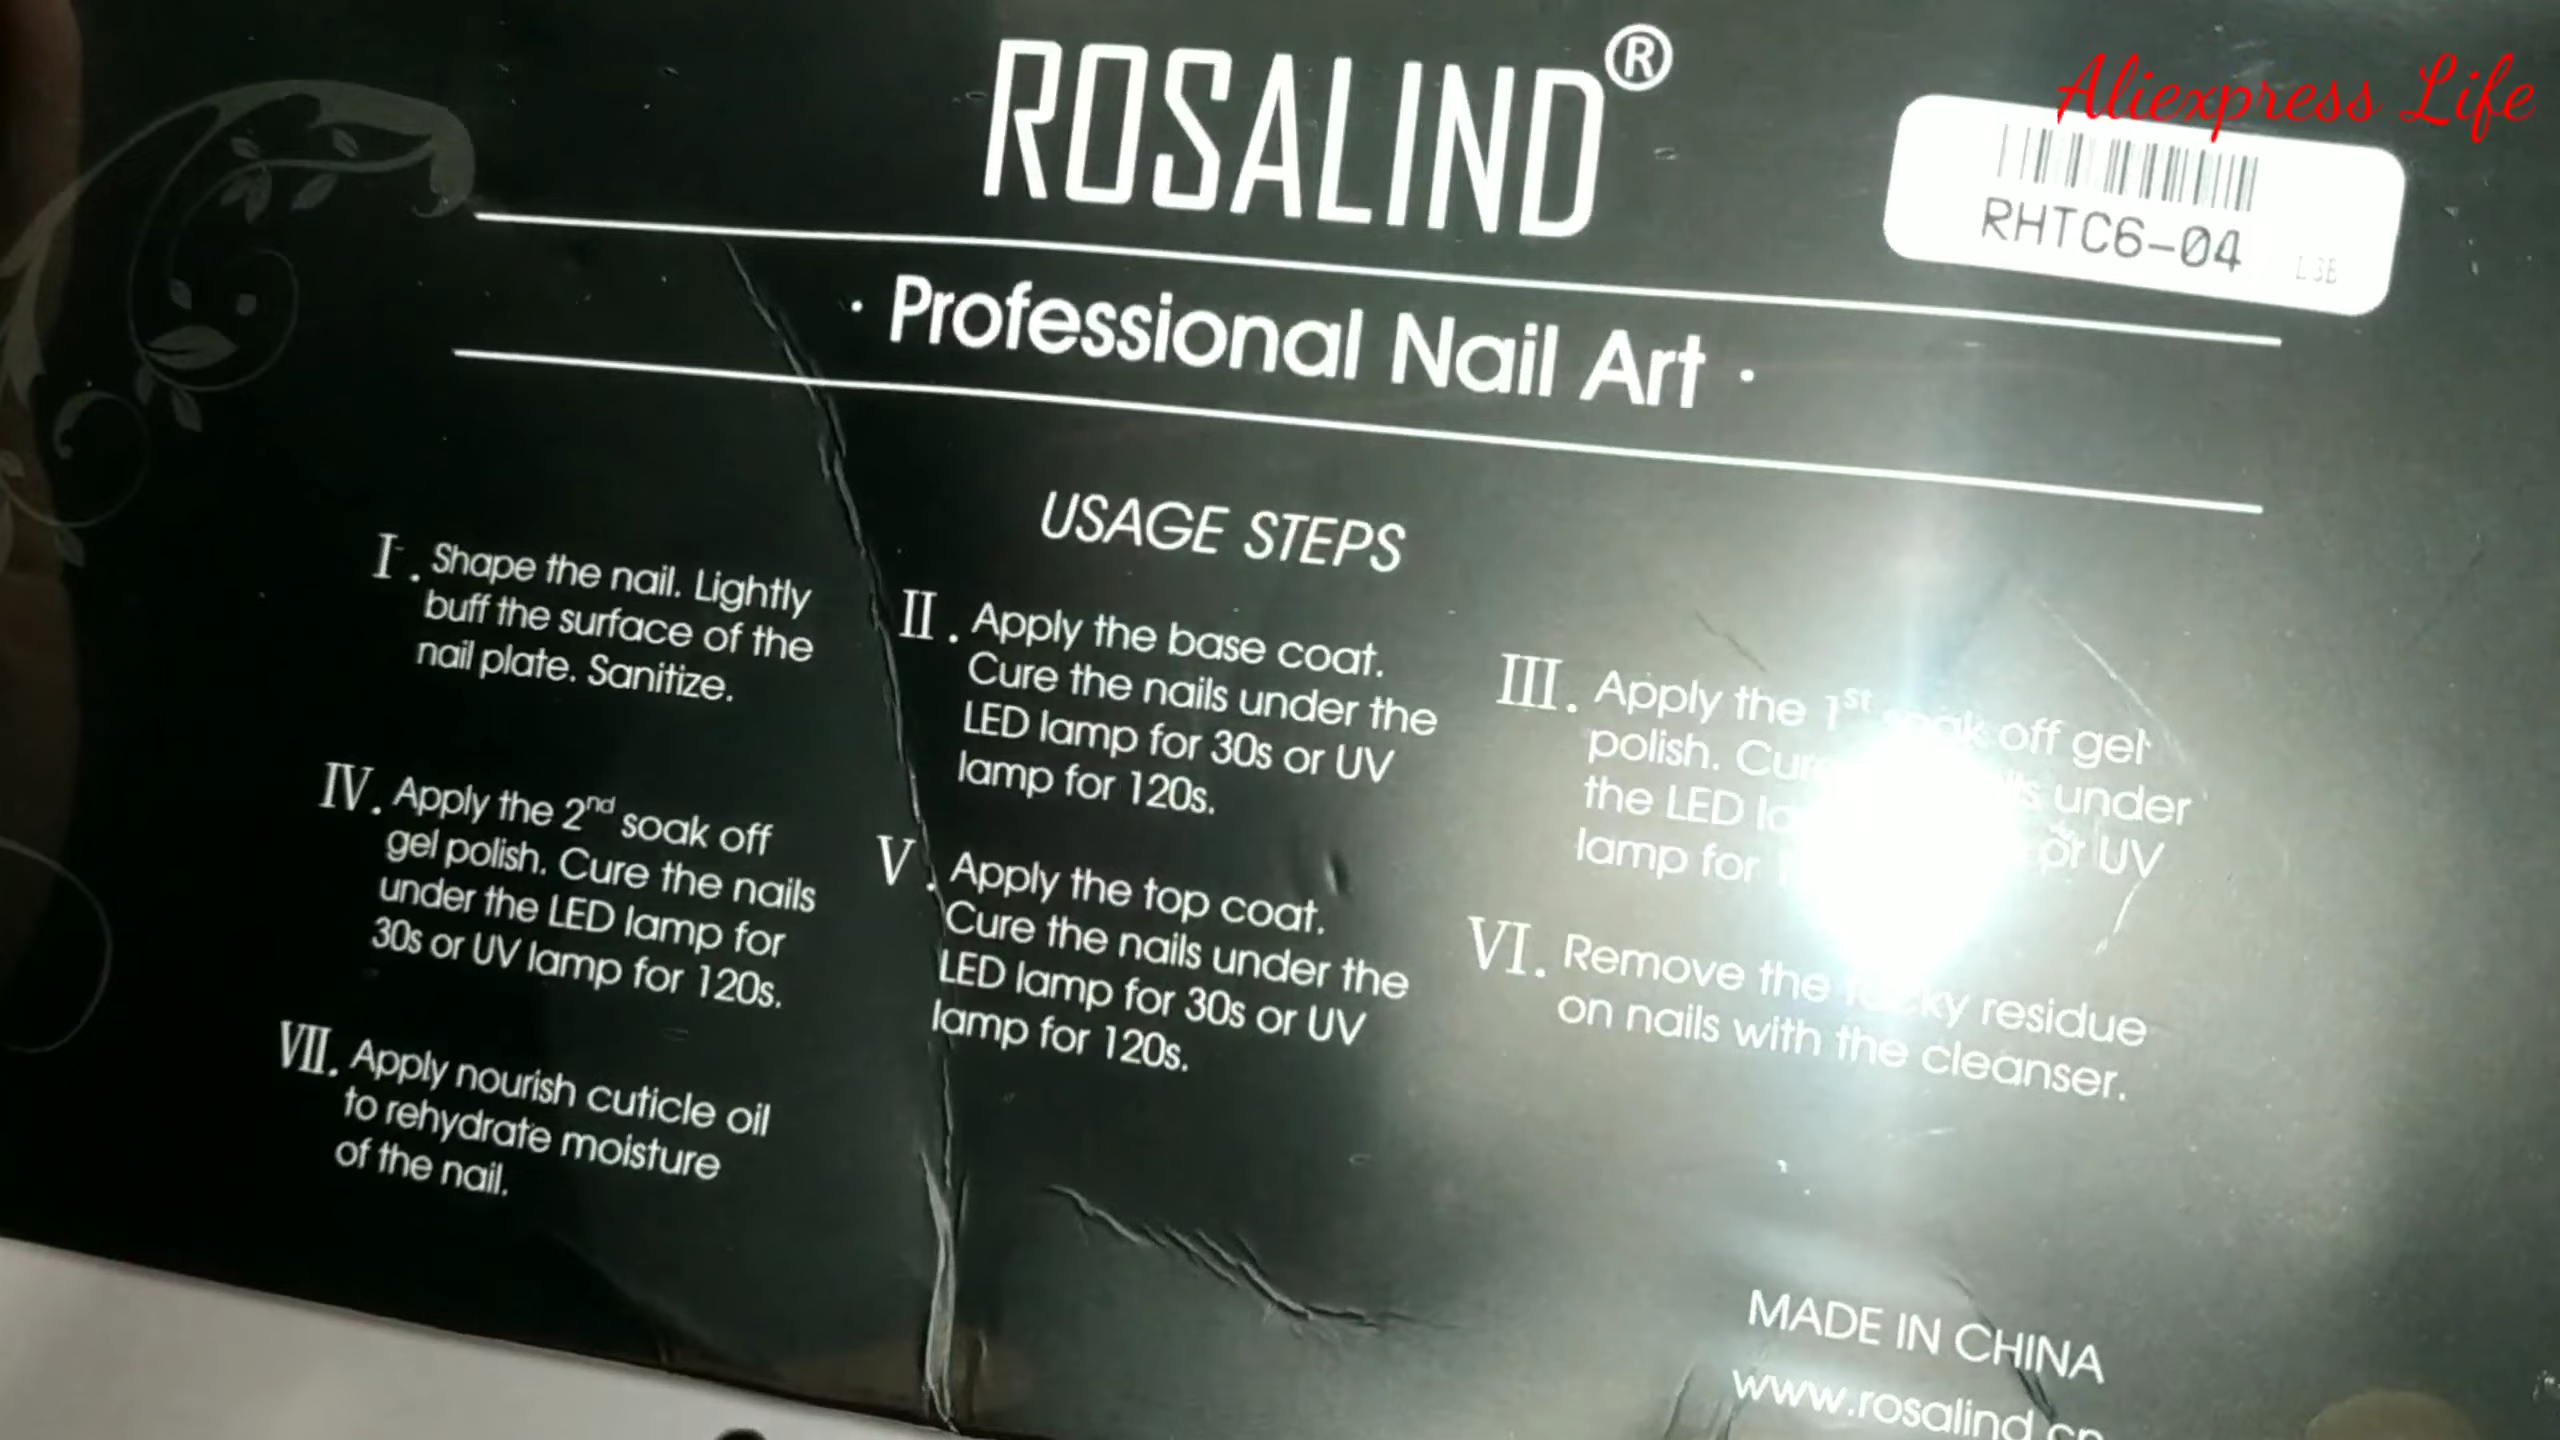 Aliexpress Life
ROSALIND®
RHTC6-04
· Professional Nail Art ·
USAGE STEPS
I. Shape the nail. Lightly
buff the surface of the
nail plate. Sanitize.
II. Apply the base coat.
Cure the nails under the
LED lamp for 30s or UV
lamp for 120s.
III. Apply the 1st soak off gel
polish. under
the LED or UV
lamp for
IV. Apply the 2nd soak off
gel polish. Cure the nails
under the LED lamp for
30s or UV lamp for 120s.
V. Apply the top coat.
Cure the nails under the
LED lamp for 30s or UV
lamp for 120s.
VI. Remove the residue
on nails with the cleanser.
VII. Apply nourish cuticle oil
to rehydrate moisture
of the nail.
MADE IN CHINA
www.rosalind.cn